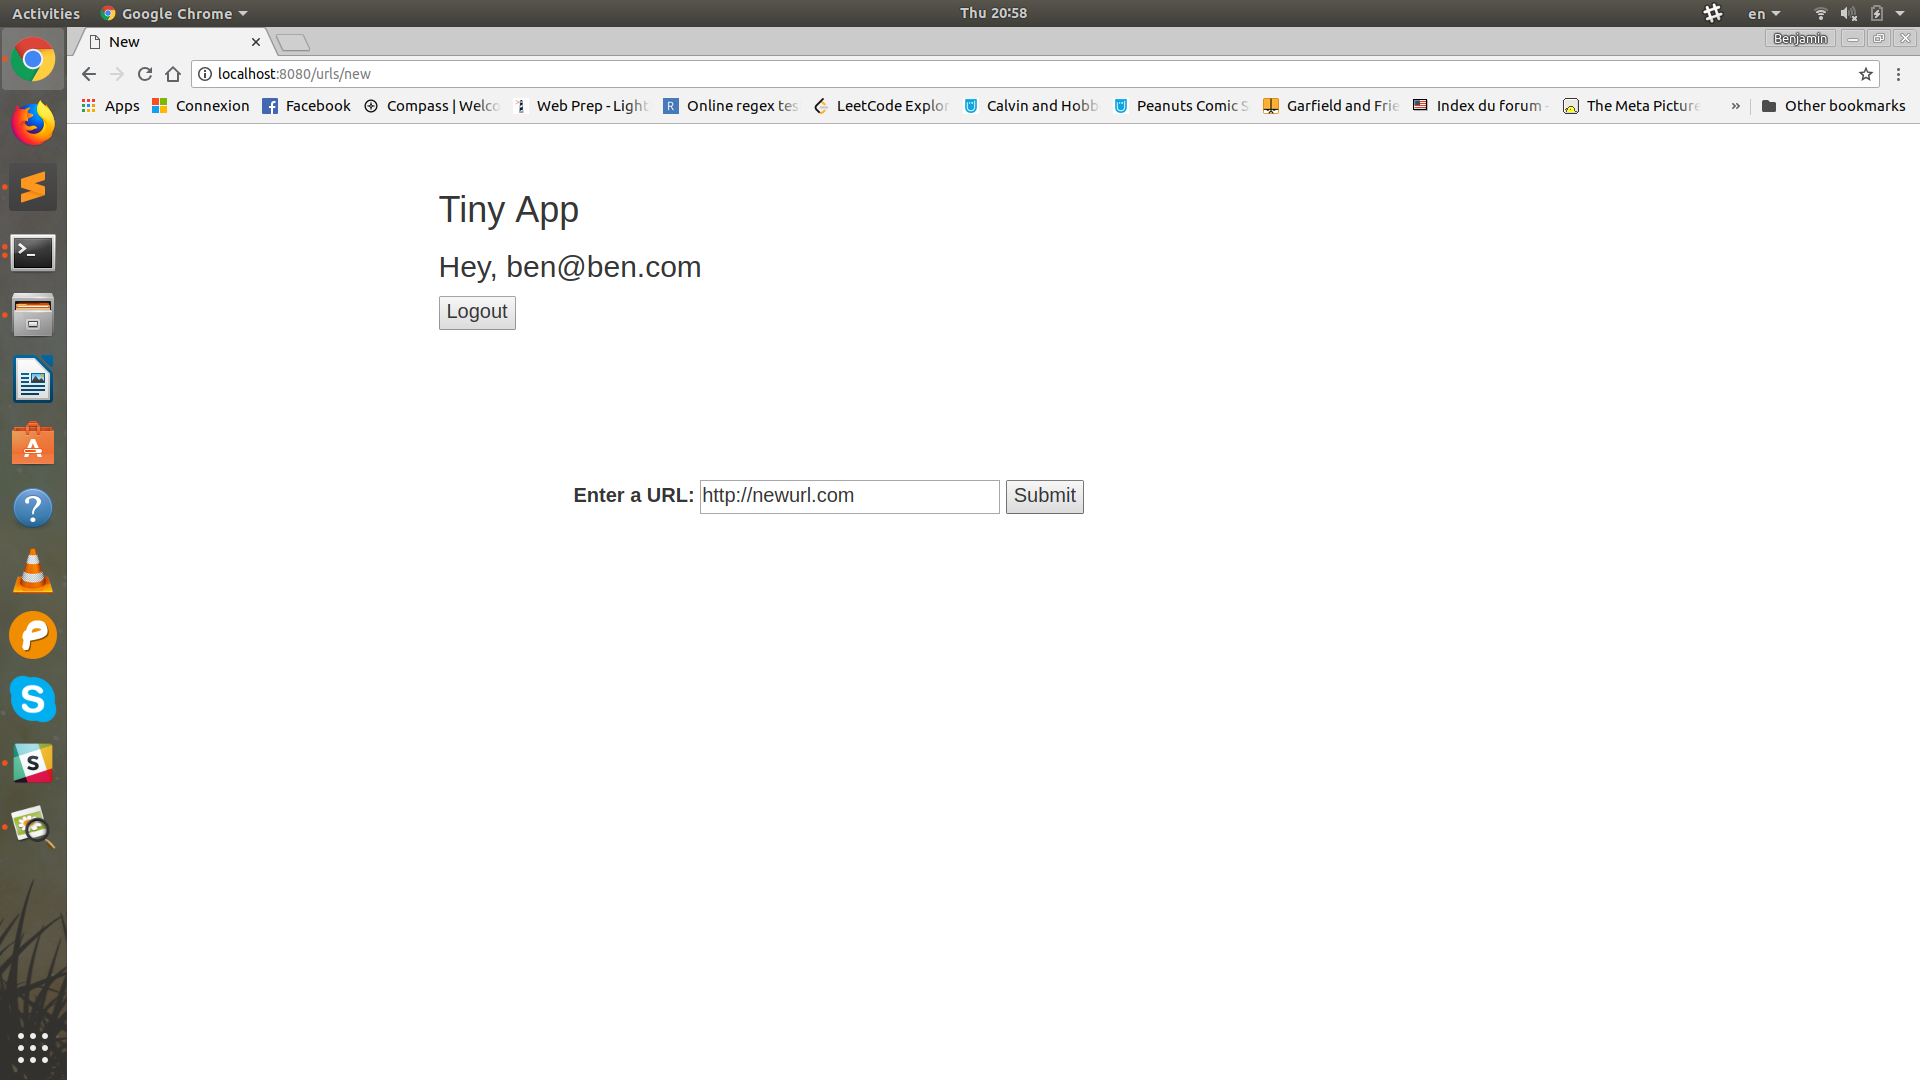 Activities Google Chrome Thu 20:58 en
New Benjamin
localhost:8080/urls/new
Apps Connexion Facebook Compass | Welco Web Prep - Light Online regex tes LeetCode Explor Calvin and Hobb Peanuts Comic S Garfield and Frie Index du forum - The Meta Picture » Other bookmarks
Tiny App
Hey, ben@ben.com
Logout
Enter a URL: http://newurl.com Submit